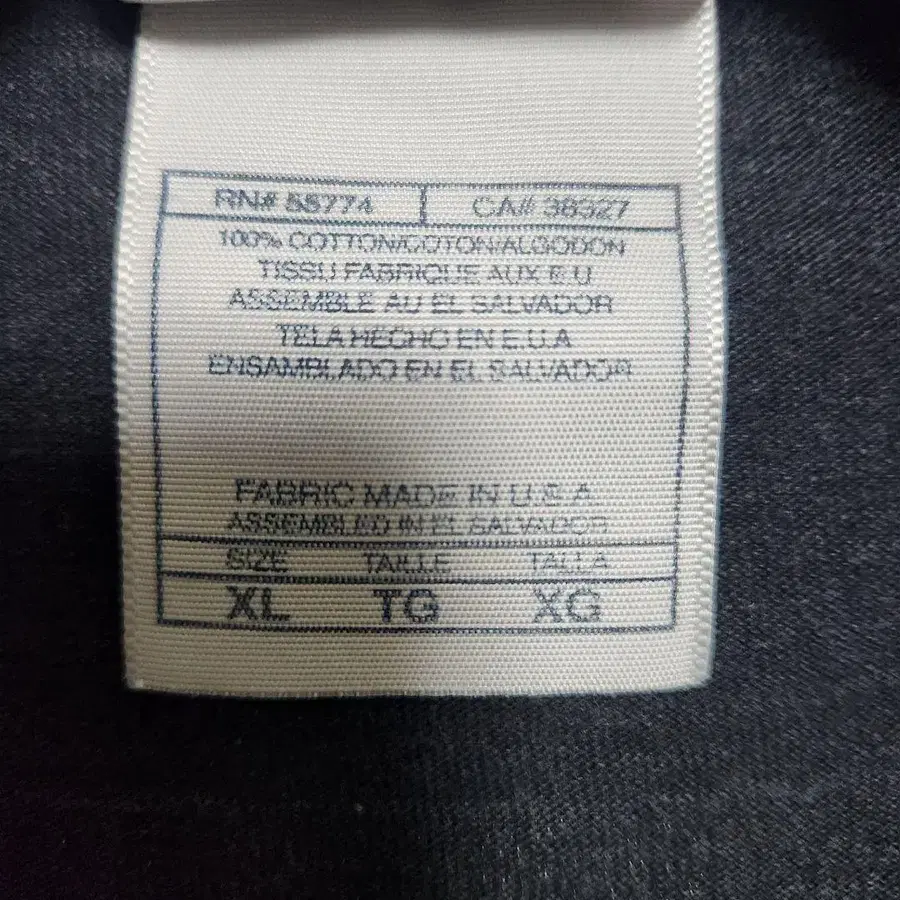 RN# 56774 CA# 38327
100% COTTON/COTON/ALGODON
TISSU FABRIQUE AUX E.U.
ASSEMBLE AU EL SALVADOR
TELA HECHO EN E.U.A
ENSAMBLADO EN EL SALVADOR
FABRIC MADE IN U.S.A.
ASSEMBLED IN EL SALVADOR
SIZE TAILLE TALLA
XL TG XG